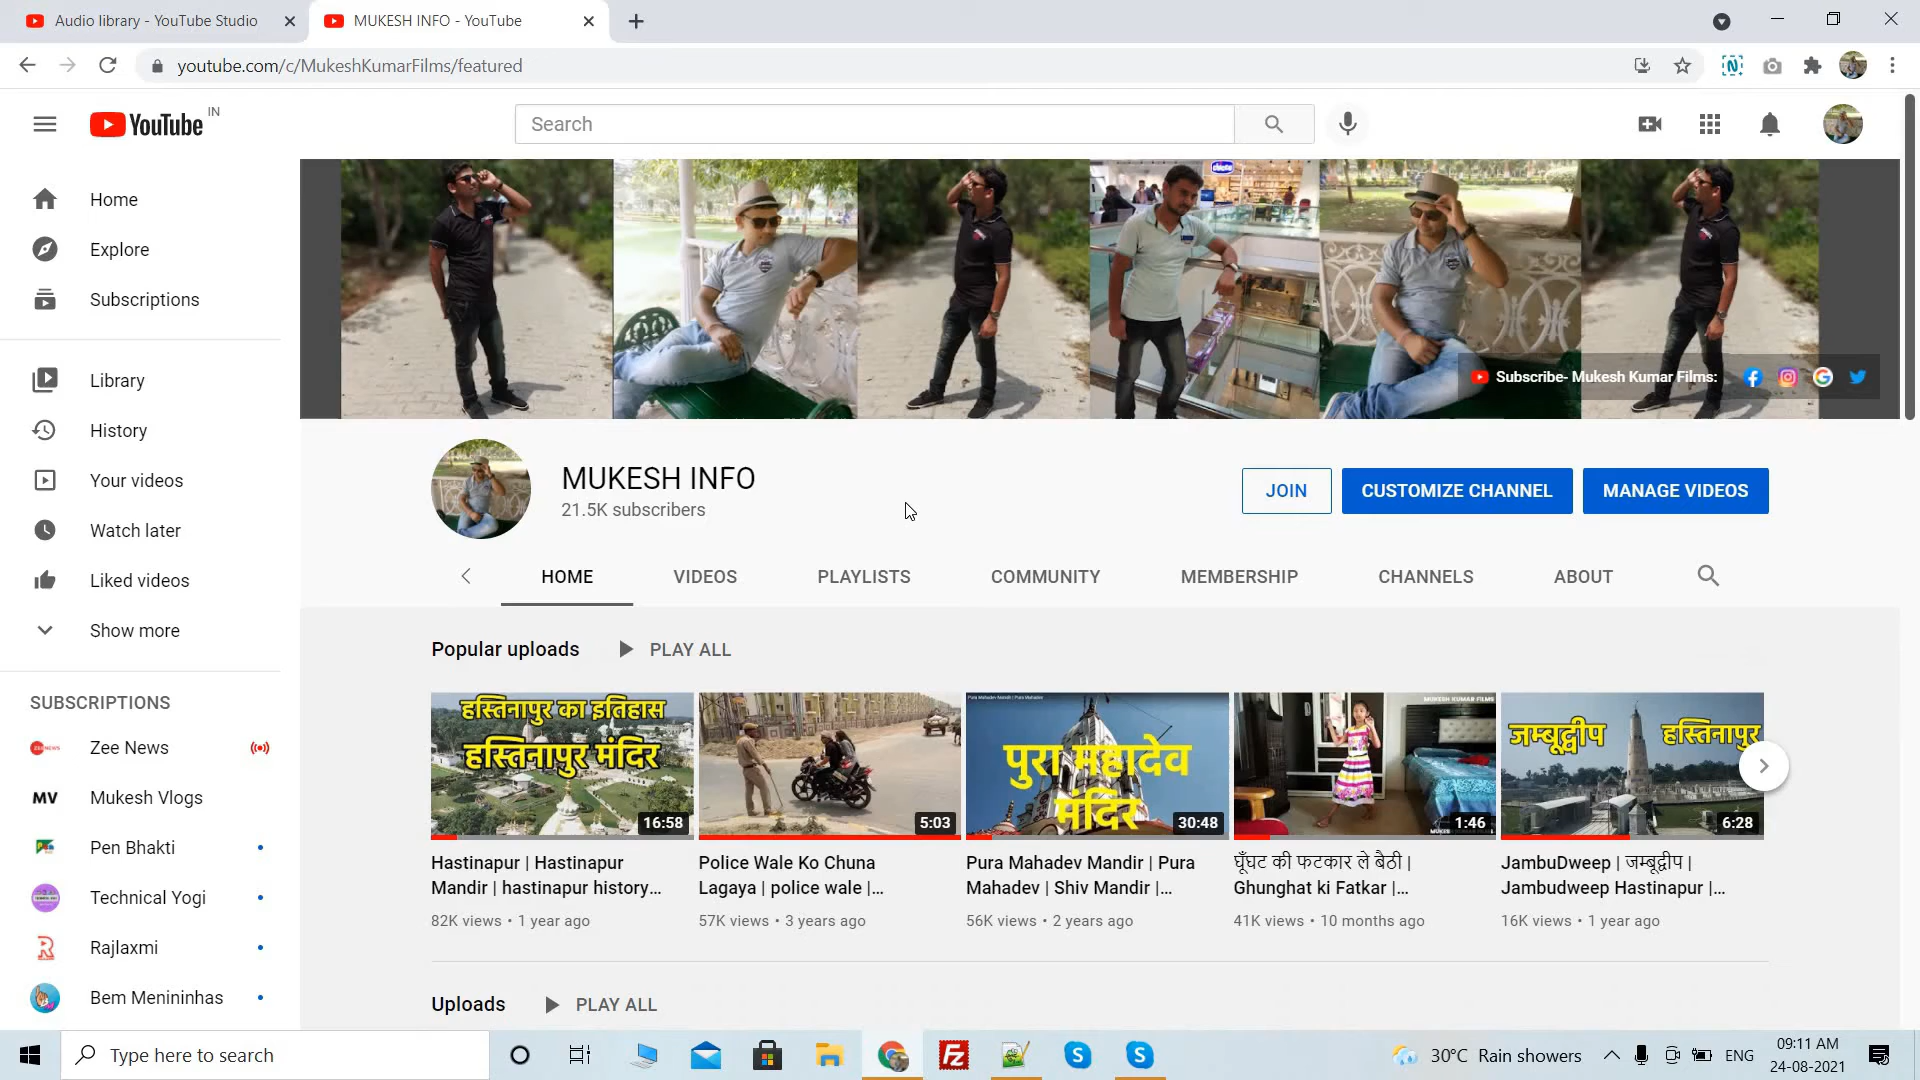 Audio library - YouTube Studio
MUKESH INFO - YouTube
youtube.com/c/MukeshKumarFilms/featured
YouTube IN
Search
Home
Explore
Subscriptions
Library
History
Your videos
Watch later
Liked videos
Show more
SUBSCRIPTIONS
Zee News
MV Mukesh Vlogs
Pen Bhakti
Technical Yogi
Rajlaxmi
Bem Menininhas
Subscribe- Mukesh Kumar Films:
MUKESH INFO
21.5K subscribers
JOIN
CUSTOMIZE CHANNEL
MANAGE VIDEOS
HOME
VIDEOS
PLAYLISTS
COMMUNITY
MEMBERSHIP
CHANNELS
ABOUT
Popular uploads
PLAY ALL
हस्तिनापुर का इतिहास
हस्तिनापुर मंदिर
16:58
Hastinapur | Hastinapur
Mandir | hastinapur history...
82K views • 1 year ago
5:03
Police Wale Ko Chuna
Lagaya | police wale |...
57K views • 3 years ago
पुरा महादेव
मंदिर
30:48
Pura Mahadev Mandir | Pura
Mahadev | Shiv Mandir |...
56K views • 2 years ago
MUKESH KUMAR FILMS
1:46
घूँघट की फटकार ले बैठी |
Ghunghat ki Fatkar |...
41K views • 10 months ago
जम्बूद्वीप हस्तिनापुर
6:28
JambuDweep | जम्बूद्वीप |
Jambudweep Hastinapur |...
16K views • 1 year ago
Uploads
PLAY ALL
Type here to search
30°C Rain showers
ENG
09:11 AM
24-08-2021